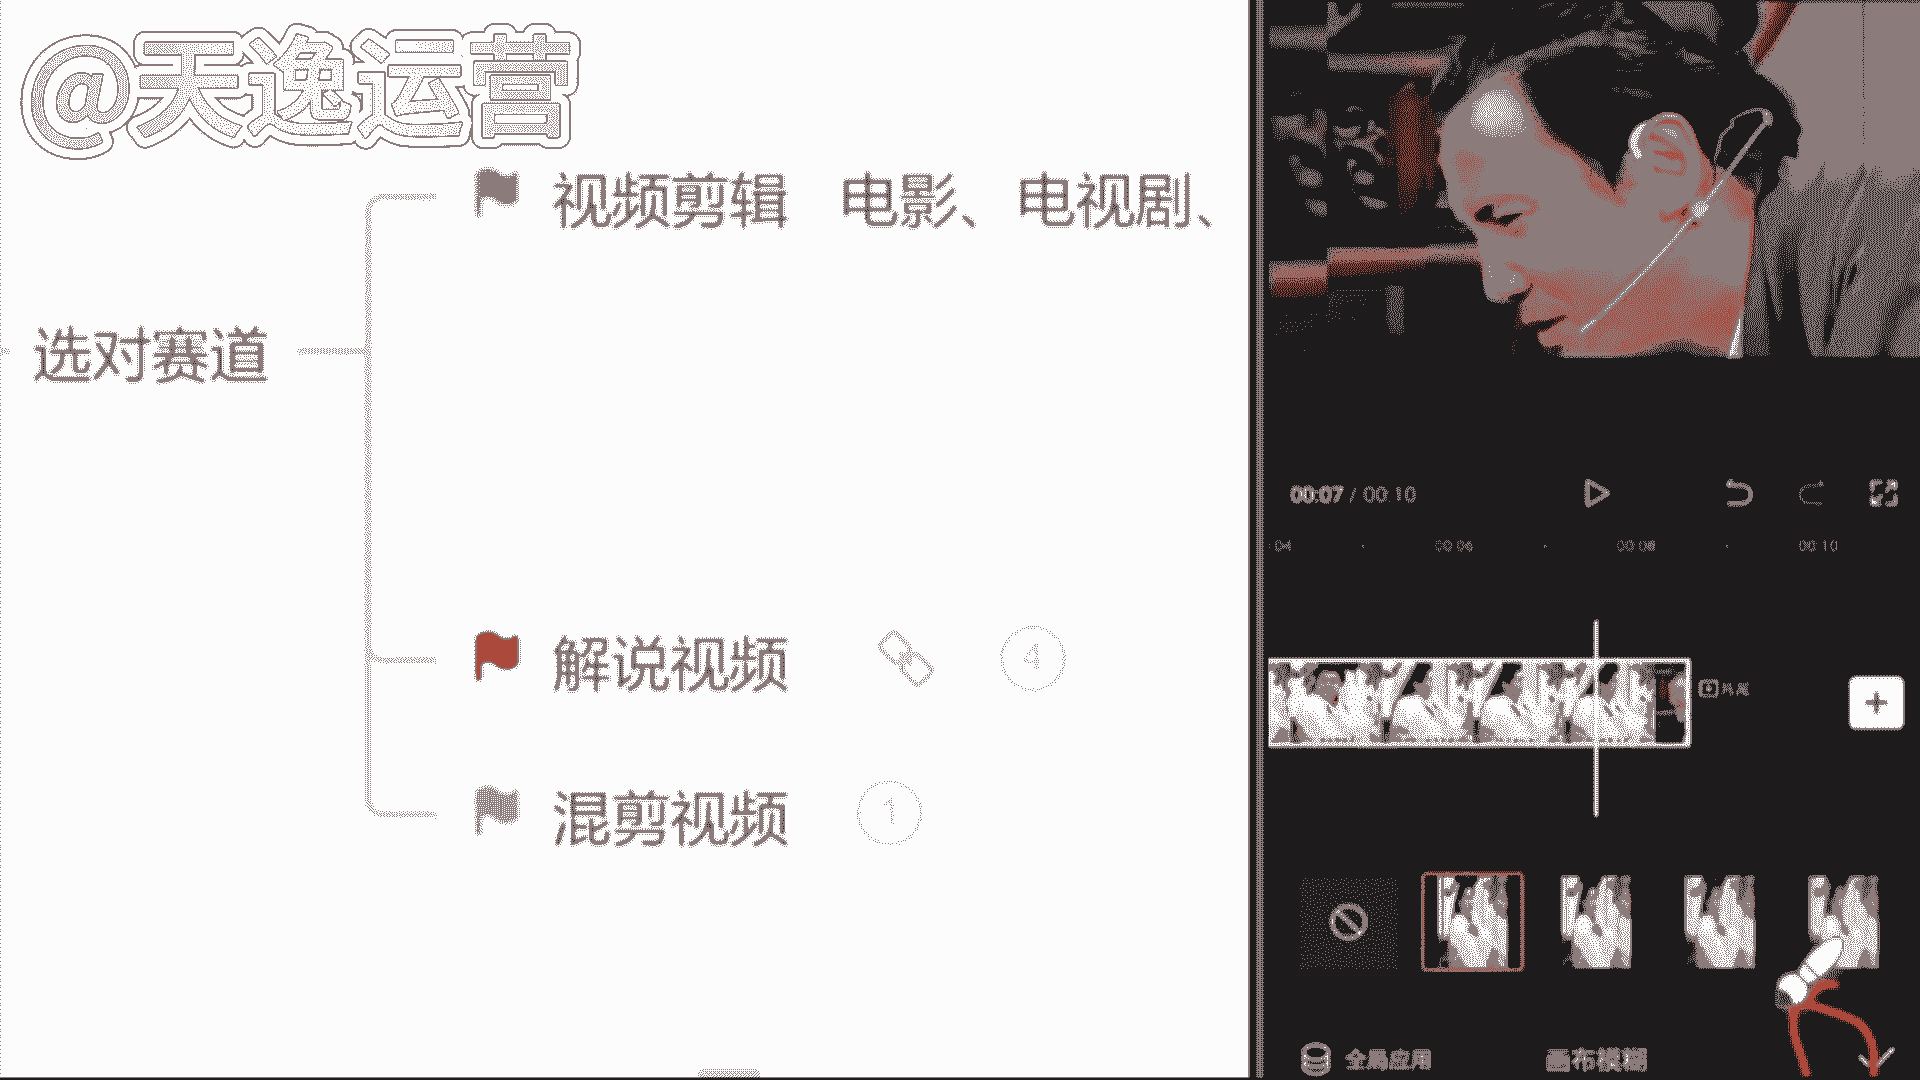 @天逸运营
视频剪辑 电影、电视剧、
选对赛道
解说视频 4
混剪视频 1
00:07 / 00:10
04 00:06 00:08 00:10
片尾
全局应用 画布模糊